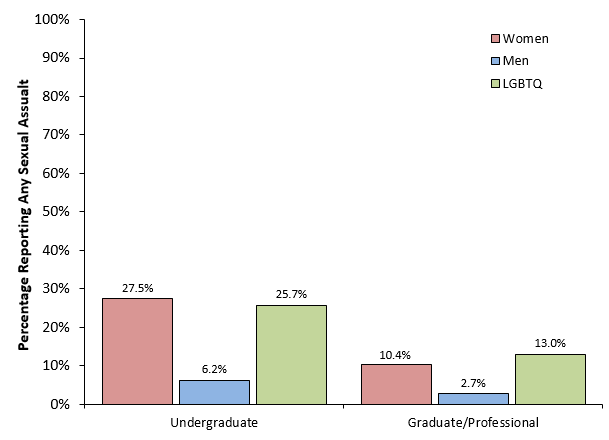 100%
90%
80%
70%
60%
50%
40%
30%
20%
10%
0%
Percentage Reporting Any Sexual Assualt
Women
Men
LGBTQ
27.5%
6.2%
25.7%
10.4%
2.7%
13.0%
Undergraduate
Graduate/Professional